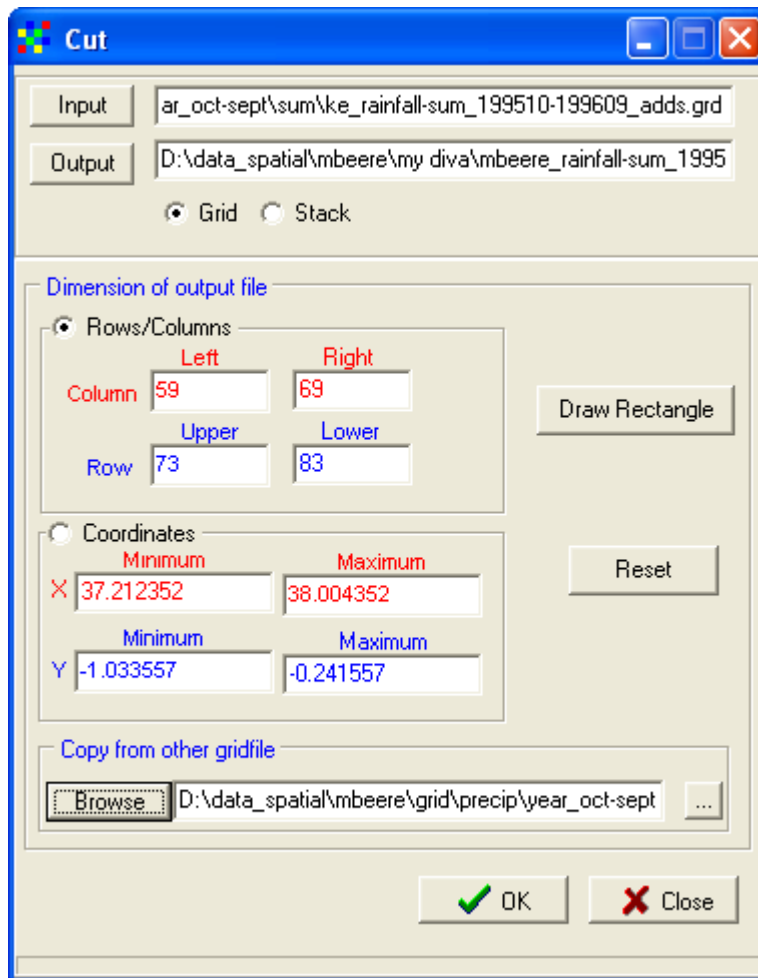 Cut
Input ar_oct-sept\sum\ke_rainfall-sum_199510-199609_adds.grd
Output D:\data_spatial\mbeere\my diva\mbeere_rainfall-sum_1995
Grid Stack
Dimension of output file
Rows/Columns
Left Right
Column 59 69
Draw Rectangle
Upper Lower
Row 73 83
Coordinates
Minimum Maximum
X 37.212352 38.004352
Reset
Minimum Maximum
Y -1.033557 -0.241557
Copy from other gridfile
Browse D:\data_spatial\mbeere\grid\precip\year_oct-sept ...
OK Close